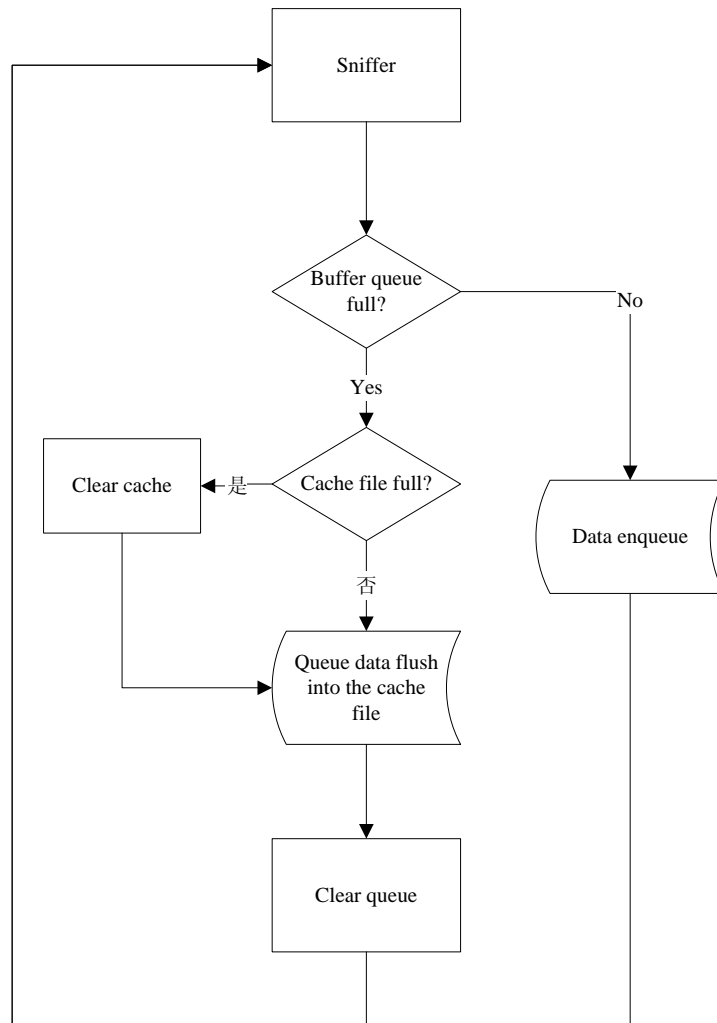 Sniffer
Buffer queue
full?
No
Yes
Clear cache
是
Cache file full?
Data enqueue
否
Queue data flush
into the cache
file
Clear queue